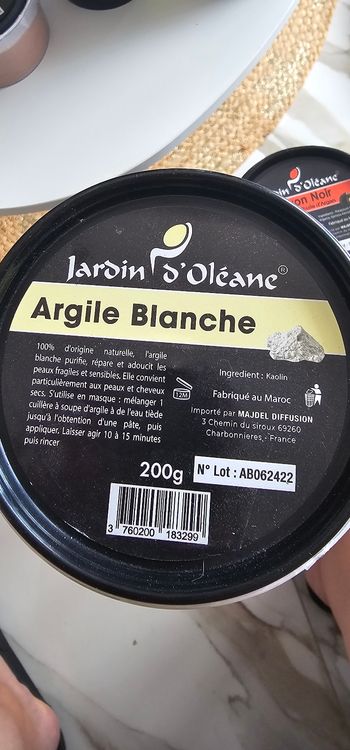 Jardin d'Oléane®
Argile Blanche
100% d'origine naturelle, l'argile
blanche purifie, répare et adoucit les
peaux fragiles et sensibles. Elle convient
particulièrement aux peaux et cheveux
secs. S'utilise en masque : mélanger 1
cuillère à soupe d'argile à de l'eau tiède
jusqu'à l'obtention d'une pâte, puis
appliquer. Laisser agir 10 à 15 minutes
puis rincer
12M
Ingredient : Kaolin
Fabriqué au Maroc
Importé par MAJDEL DIFFUSION
3 Chemin du siroux 69260
Charbonnières - France
200g
N° Lot : AB062422
3 760200 183299
d'Oléane
Noir